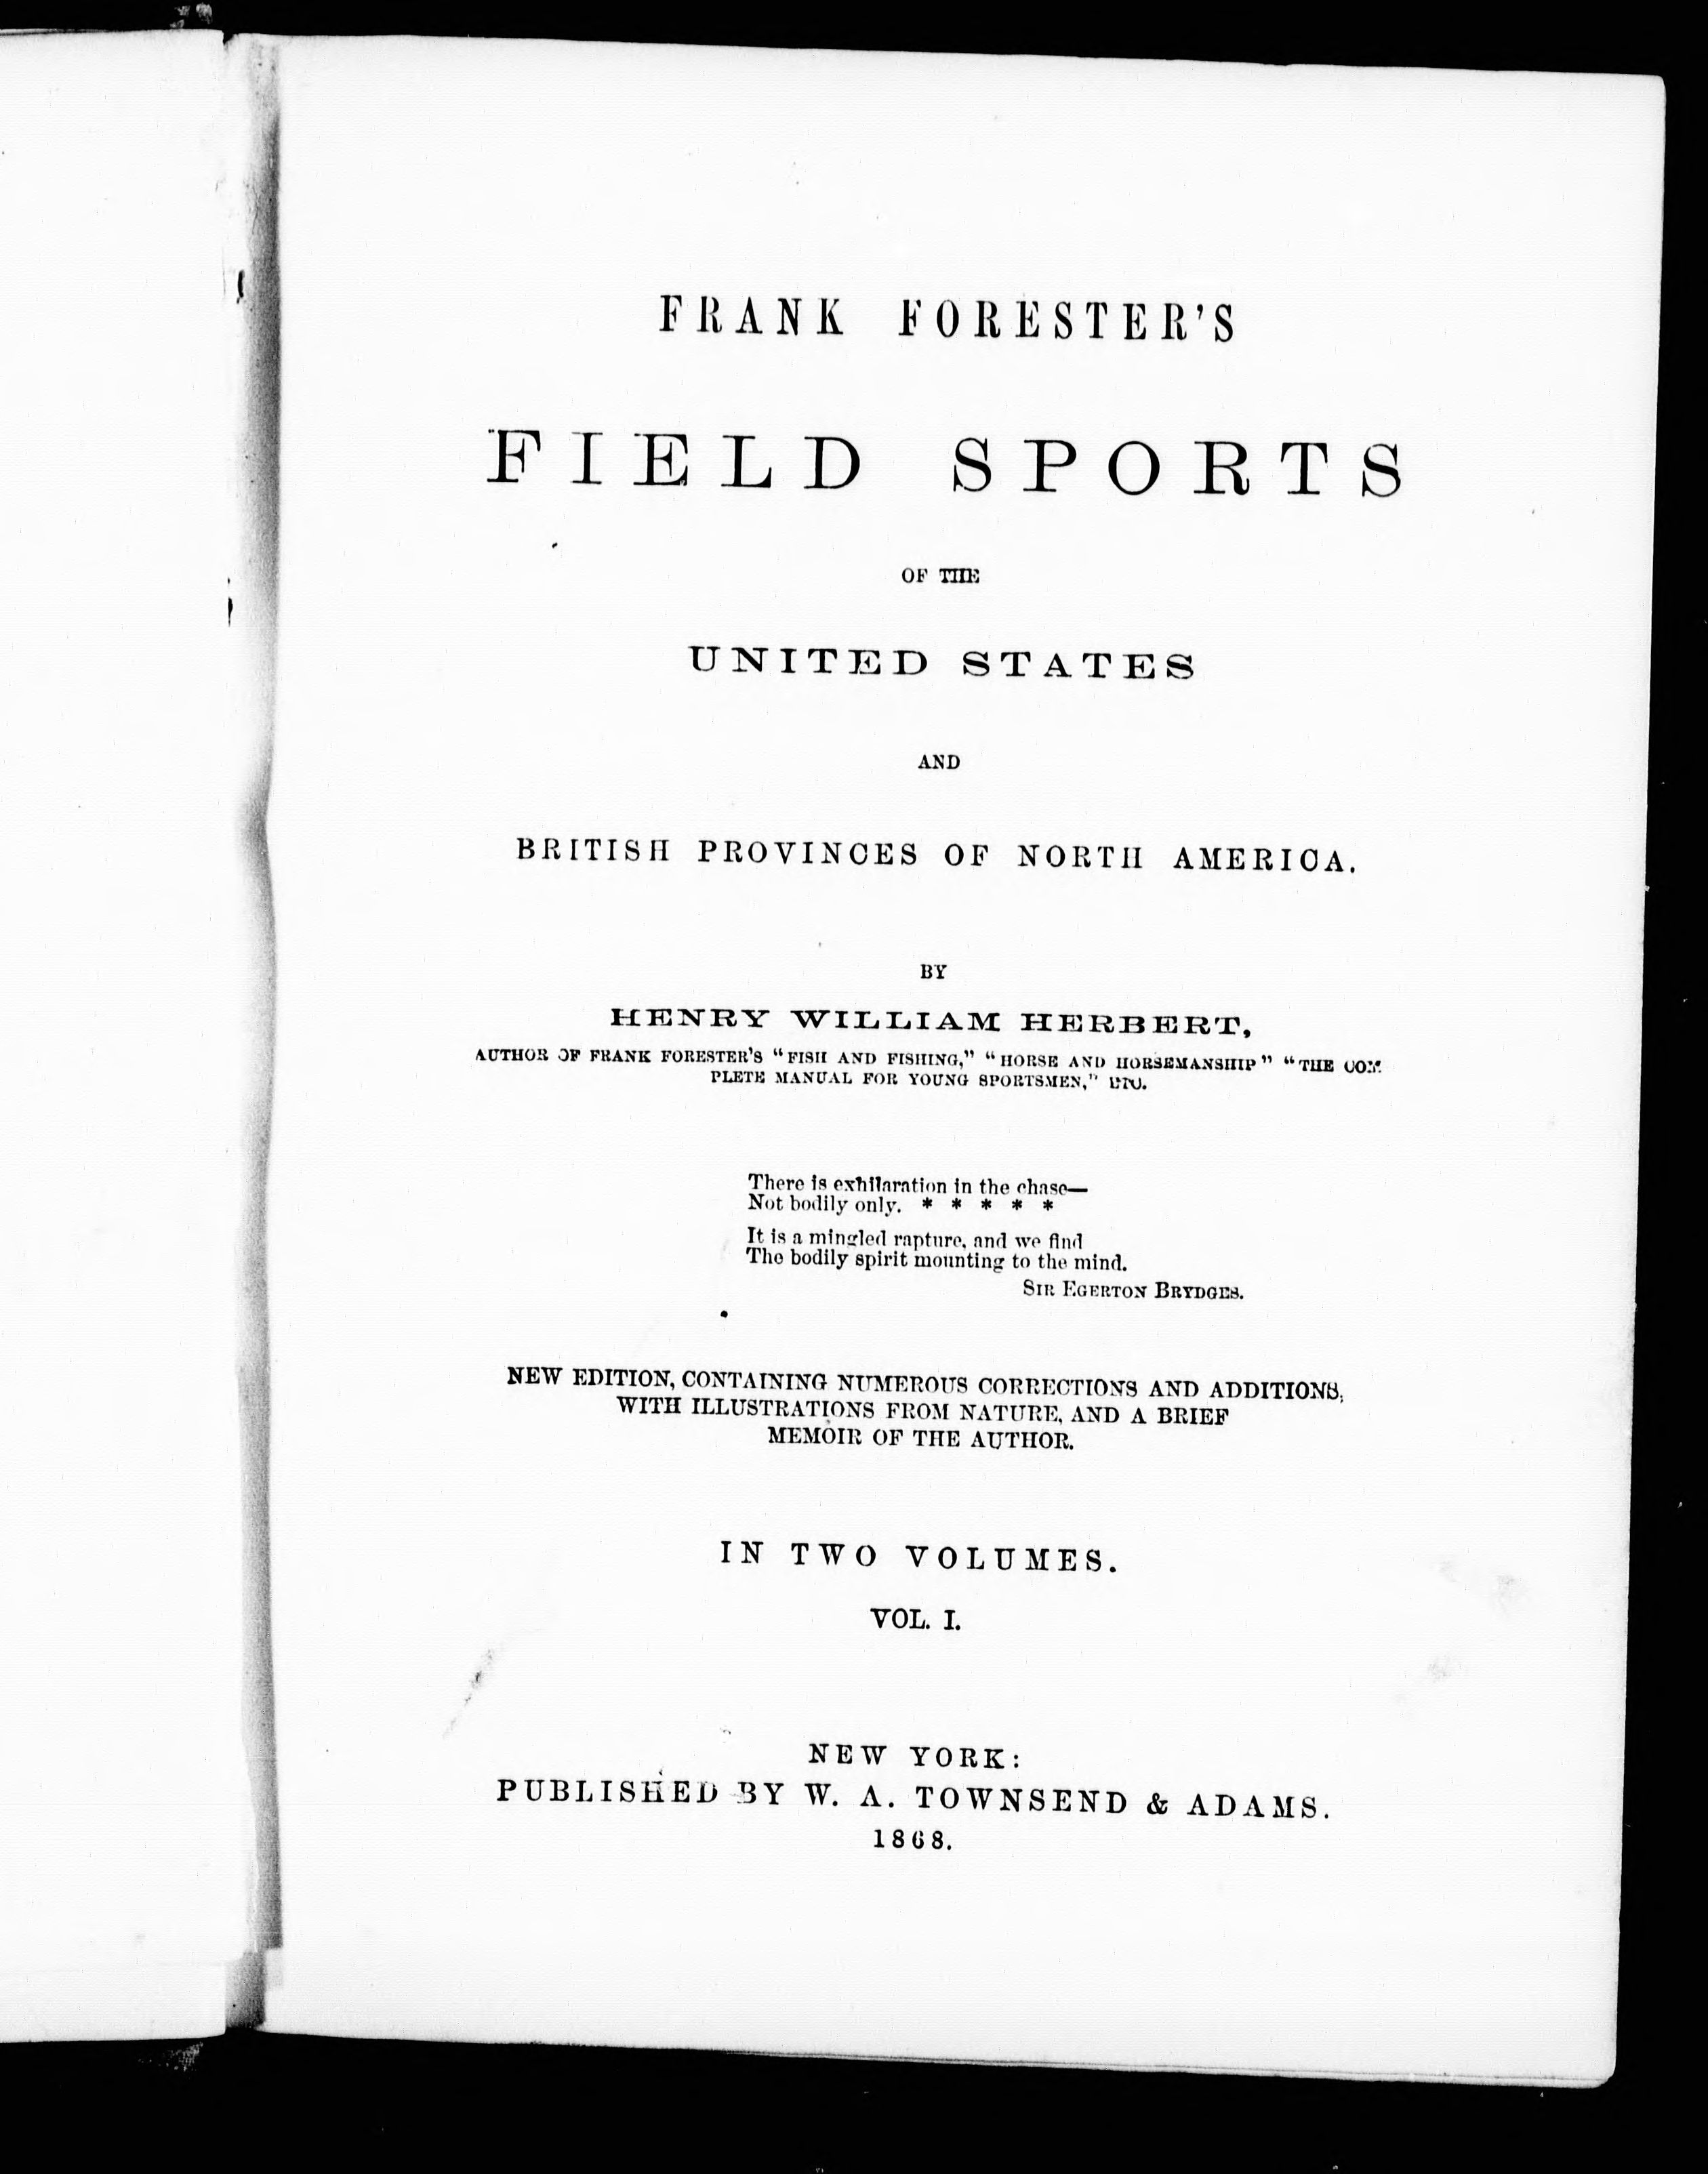 FRANK FORESTER'S
FIELD SPORTS
OF THE
UNITED STATES
AND
BRITISH PROVINCES OF NORTH AMERICA.
BY
HENRY WILLIAM HERBERT,
AUTHOR OF FRANK FORESTER'S "FISH AND FISHING," "HORSE AND HORSEMANSHIP" "THE COM
PLETE MANUAL FOR YOUNG SPORTSMEN," ETC.
There is exhilaration in the chase—
Not bodily only. * * * * *
It is a mingled rapture, and we find
The bodily spirit mounting to the mind.
SIR EGERTON BRYDGES.
NEW EDITION, CONTAINING NUMEROUS CORRECTIONS AND ADDITIONS,
WITH ILLUSTRATIONS FROM NATURE, AND A BRIEF
MEMOIR OF THE AUTHOR.
IN TWO VOLUMES.
VOL. I.
NEW YORK:
PUBLISHED BY W. A. TOWNSEND & ADAMS.
1868.